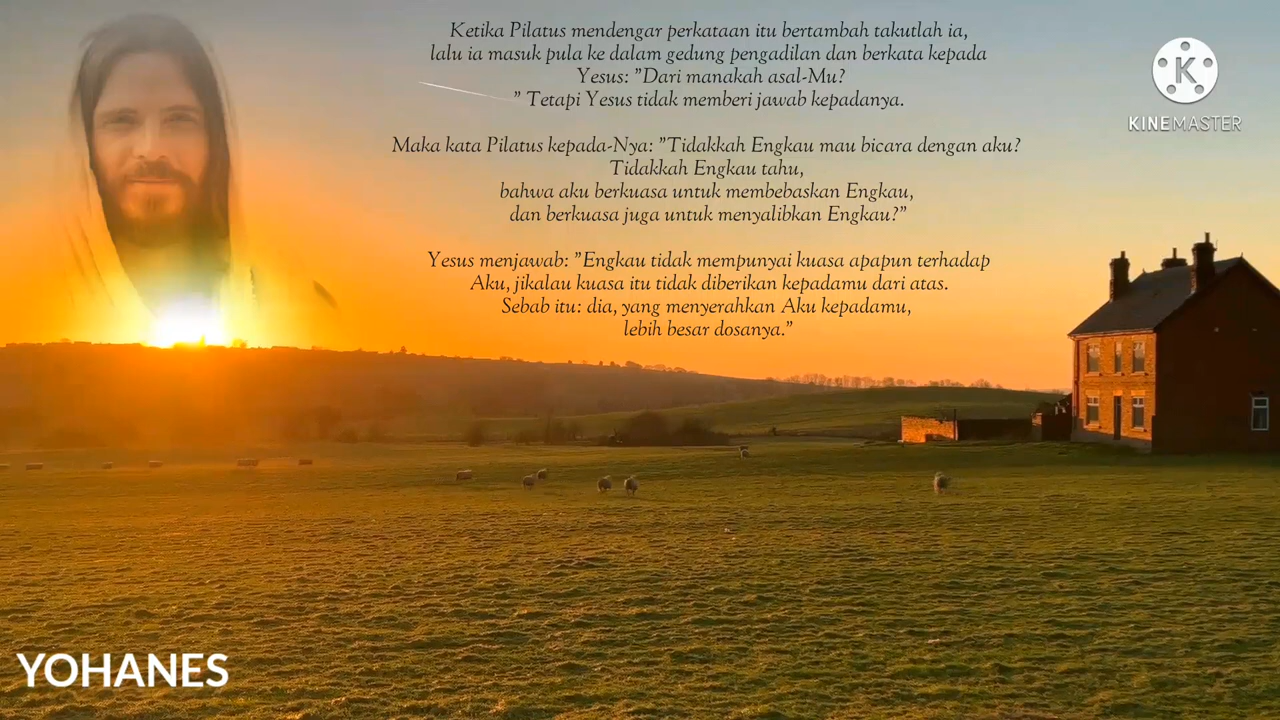 Ketika Pilatus mendengar perkataan itu bertambah takutlah ia,
lalu ia masuk pula ke dalam gedung pengadilan dan berkata kepada
Yesus: "Dari manakah asal-Mu?
" Tetapi Yesus tidak memberi jawab kepadanya.
Maka kata Pilatus kepada-Nya: "Tidakkah Engkau mau bicara dengan aku?
Tidakkah Engkau tahu,
bahwa aku berkuasa untuk membebaskan Engkau,
dan berkuasa juga untuk menyalibkan Engkau?"
Yesus menjawab: "Engkau tidak mempunyai kuasa apapun terhadap
Aku, jikalau kuasa itu tidak diberikan kepadamu dari atas.
Sebab itu: dia, yang menyerahkan Aku kepadamu,
lebih besar dosanya."
K
KINEMASTER
YOHANES